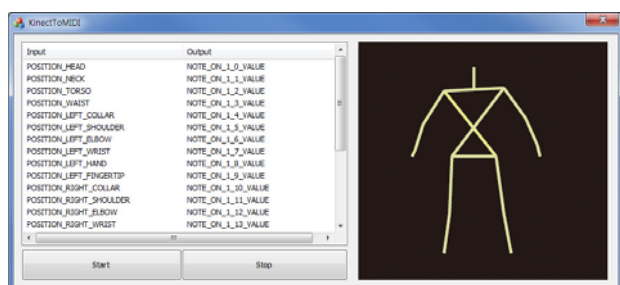 KinectToMIDI
Input Output
POSITION_HEAD NOTE_ON_1_0_VALUE
POSITION_NECK NOTE_ON_1_1_VALUE
POSITION_TORSO NOTE_ON_1_2_VALUE
POSITION_WAIST NOTE_ON_1_3_VALUE
POSITION_LEFT_COLLAR NOTE_ON_1_4_VALUE
POSITION_LEFT_SHOULDER NOTE_ON_1_5_VALUE
POSITION_LEFT_ELBOW NOTE_ON_1_6_VALUE
POSITION_LEFT_WRIST NOTE_ON_1_7_VALUE
POSITION_LEFT_HAND NOTE_ON_1_8_VALUE
POSITION_LEFT_FINGERTIP NOTE_ON_1_9_VALUE
POSITION_RIGHT_COLLAR NOTE_ON_1_10_VALUE
POSITION_RIGHT_SHOULDER NOTE_ON_1_11_VALUE
POSITION_RIGHT_ELBOW NOTE_ON_1_12_VALUE
POSITION_RIGHT_WRIST NOTE_ON_1_13_VALUE
Start Stop